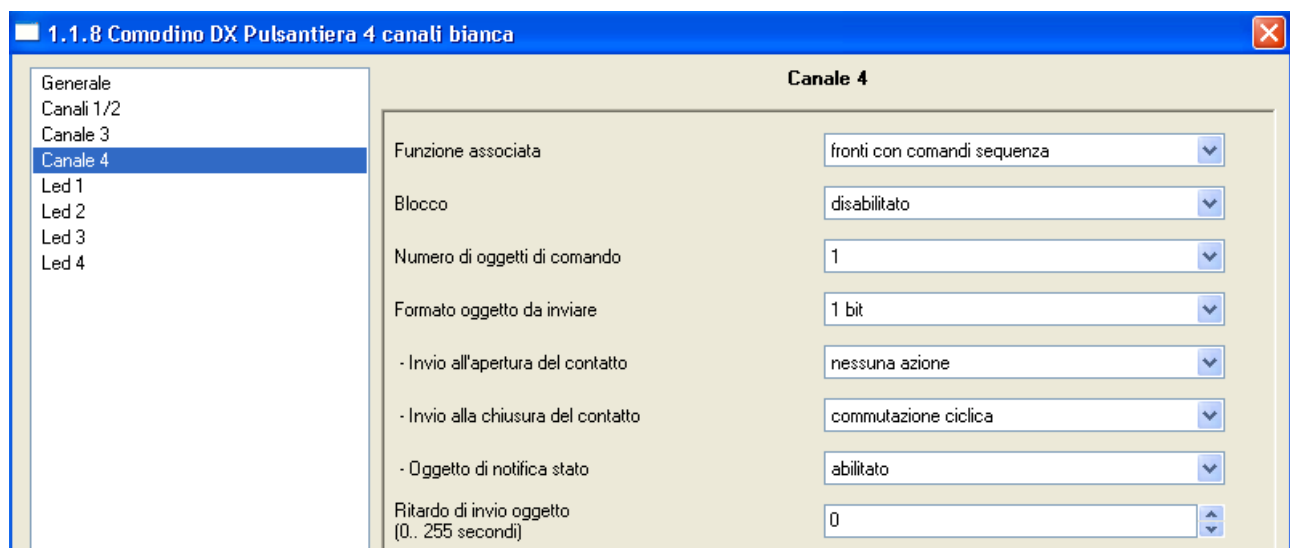 1.1.8 Comodino DX Pulsantiera 4 canali bianca
Generale
Canali 1/2
Canale 3
Canale 4
Led 1
Led 2
Led 3
Led 4
Canale 4
Funzione associata
fronti con comandi sequenza
Blocco
disabilitato
Numero di oggetti di comando
1
Formato oggetto da inviare
1 bit
- Invio all'apertura del contatto
nessuna azione
- Invio alla chiusura del contatto
commutazione ciclica
- Oggetto di notifica stato
abilitato
Ritardo di invio oggetto
(0.. 255 secondi)
0